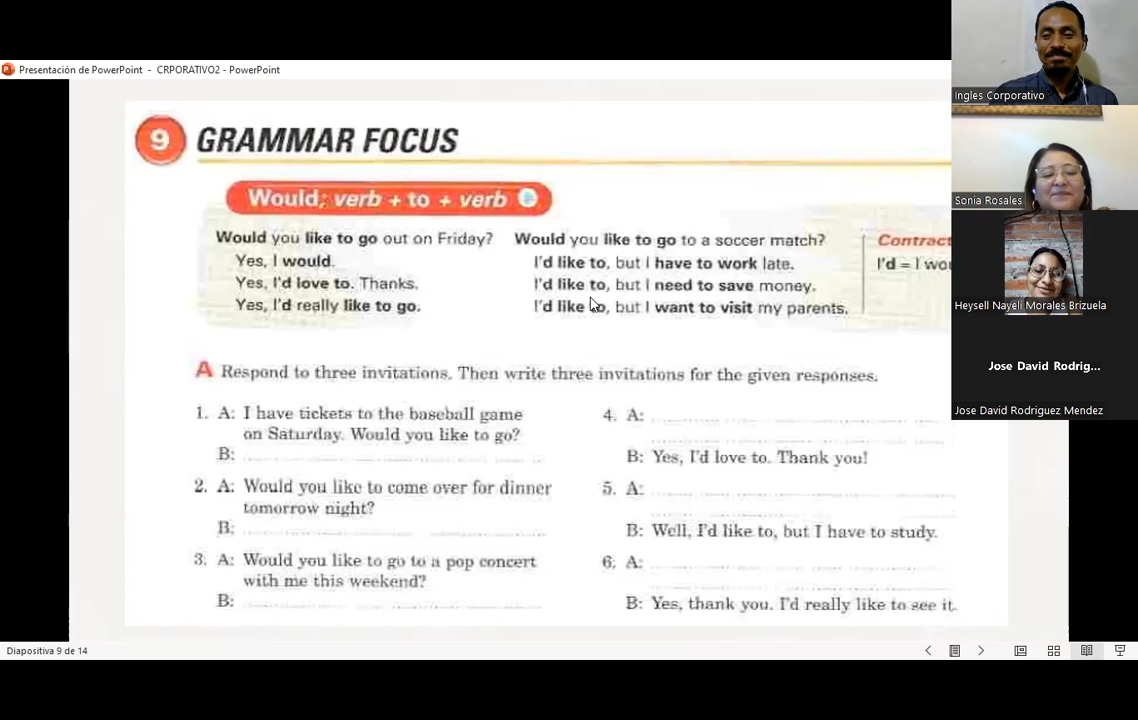 Presentación de PowerPoint - CRPORATIVO2 - PowerPoint
9 GRAMMAR FOCUS
Would; verb + to + verb
Would you like to go out on Friday?
Yes, I would.
Yes, I'd love to. Thanks.
Yes, I'd really like to go.
Would you like to go to a soccer match?
I'd like to, but I have to work late.
I'd like to, but I need to save money.
I'd like to, but I want to visit my parents.
Contract
I'd = I wo
A Respond to three invitations. Then write three invitations for the given responses.
1. A: I have tickets to the baseball game
on Saturday. Would you like to go?
B:
2. A: Would you like to come over for dinner
tomorrow night?
B:
3. A: Would you like to go to a pop concert
with me this weekend?
B:
4. A:
B: Yes, I'd love to. Thank you!
5. A:
B: Well, I'd like to, but I have to study.
6. A:
B: Yes, thank you. I'd really like to see it.
Ingles Corporativo
Sonia Rosales
Heysell Nayeli Morales Brizuela
Jose David Rodrig...
Jose David Rodriguez Mendez
Diapositiva 9 de 14